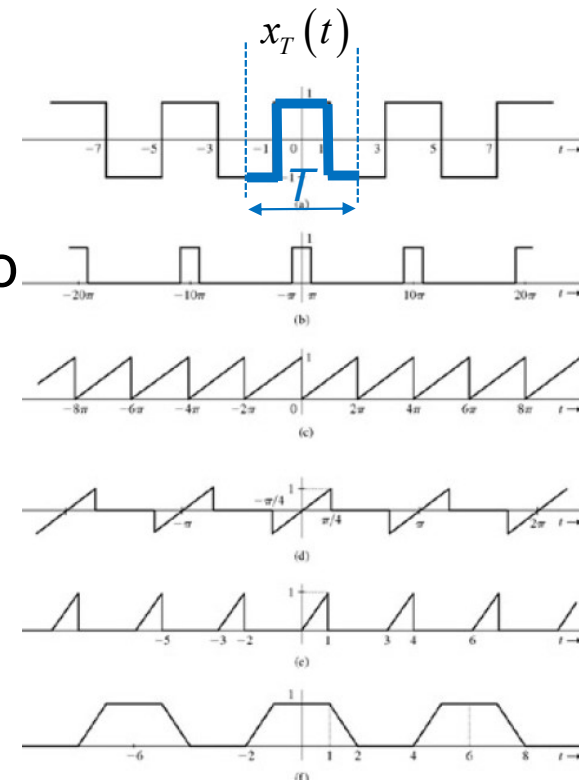 x_T (t)
1
−7 −5 −3 −1 0 1 3 5 7 t→
−1
T
(a)
1
−20π −10π −π π 10π 20π t→
(b)
1
−8π −6π −4π −2π 0 2π 4π 6π 8π t→
(c)
1
−π/4
−π π/4 π 2π t→
(d)
1
−5 −3 −2 1 3 4 6 t→
(e)
1
−6 −2 1 2 4 6 8 t→
(f)